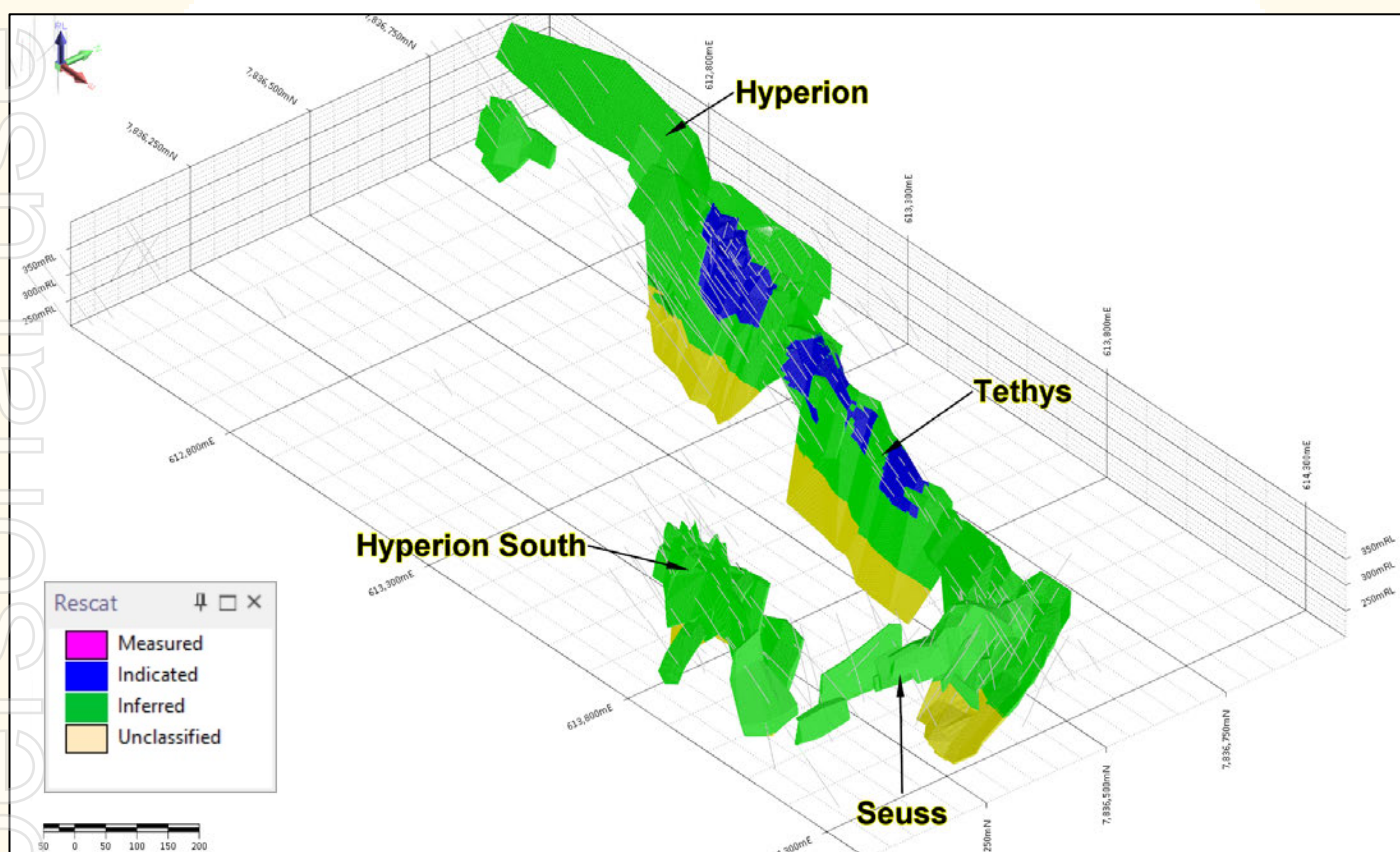 RL
7,836,750mN
7,836,500mN
7,836,250mN
612,800mE
Hyperion
613,300mE
350mRL
300mRL
250mRL
613,800mE
Tethys
614,300mE
612,800mE
Hyperion South
613,300mE
350mRL
300mRL
250mRL
Rescat
Measured
Indicated
Inferred
Unclassified
613,800mE
7,836,750mN
7,836,500mN
Seuss
50 0 50 100 150 200